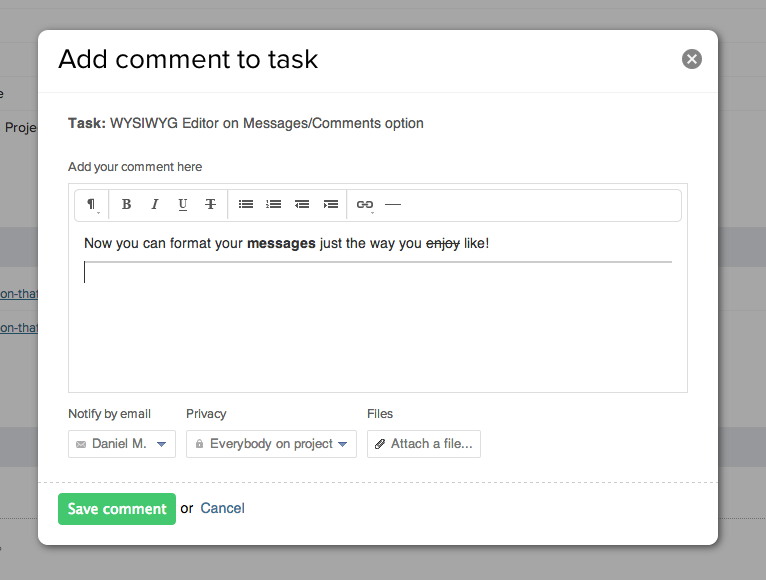 Add comment to task
e
Proje
Task: WYSIWYG Editor on Messages/Comments option
Add your comment here
¶ B I U T
Now you can format your messages just the way you enjoy like!
on-that
on-that
Notify by email Privacy Files
Daniel M. Everybody on project Attach a file...
Save comment or Cancel